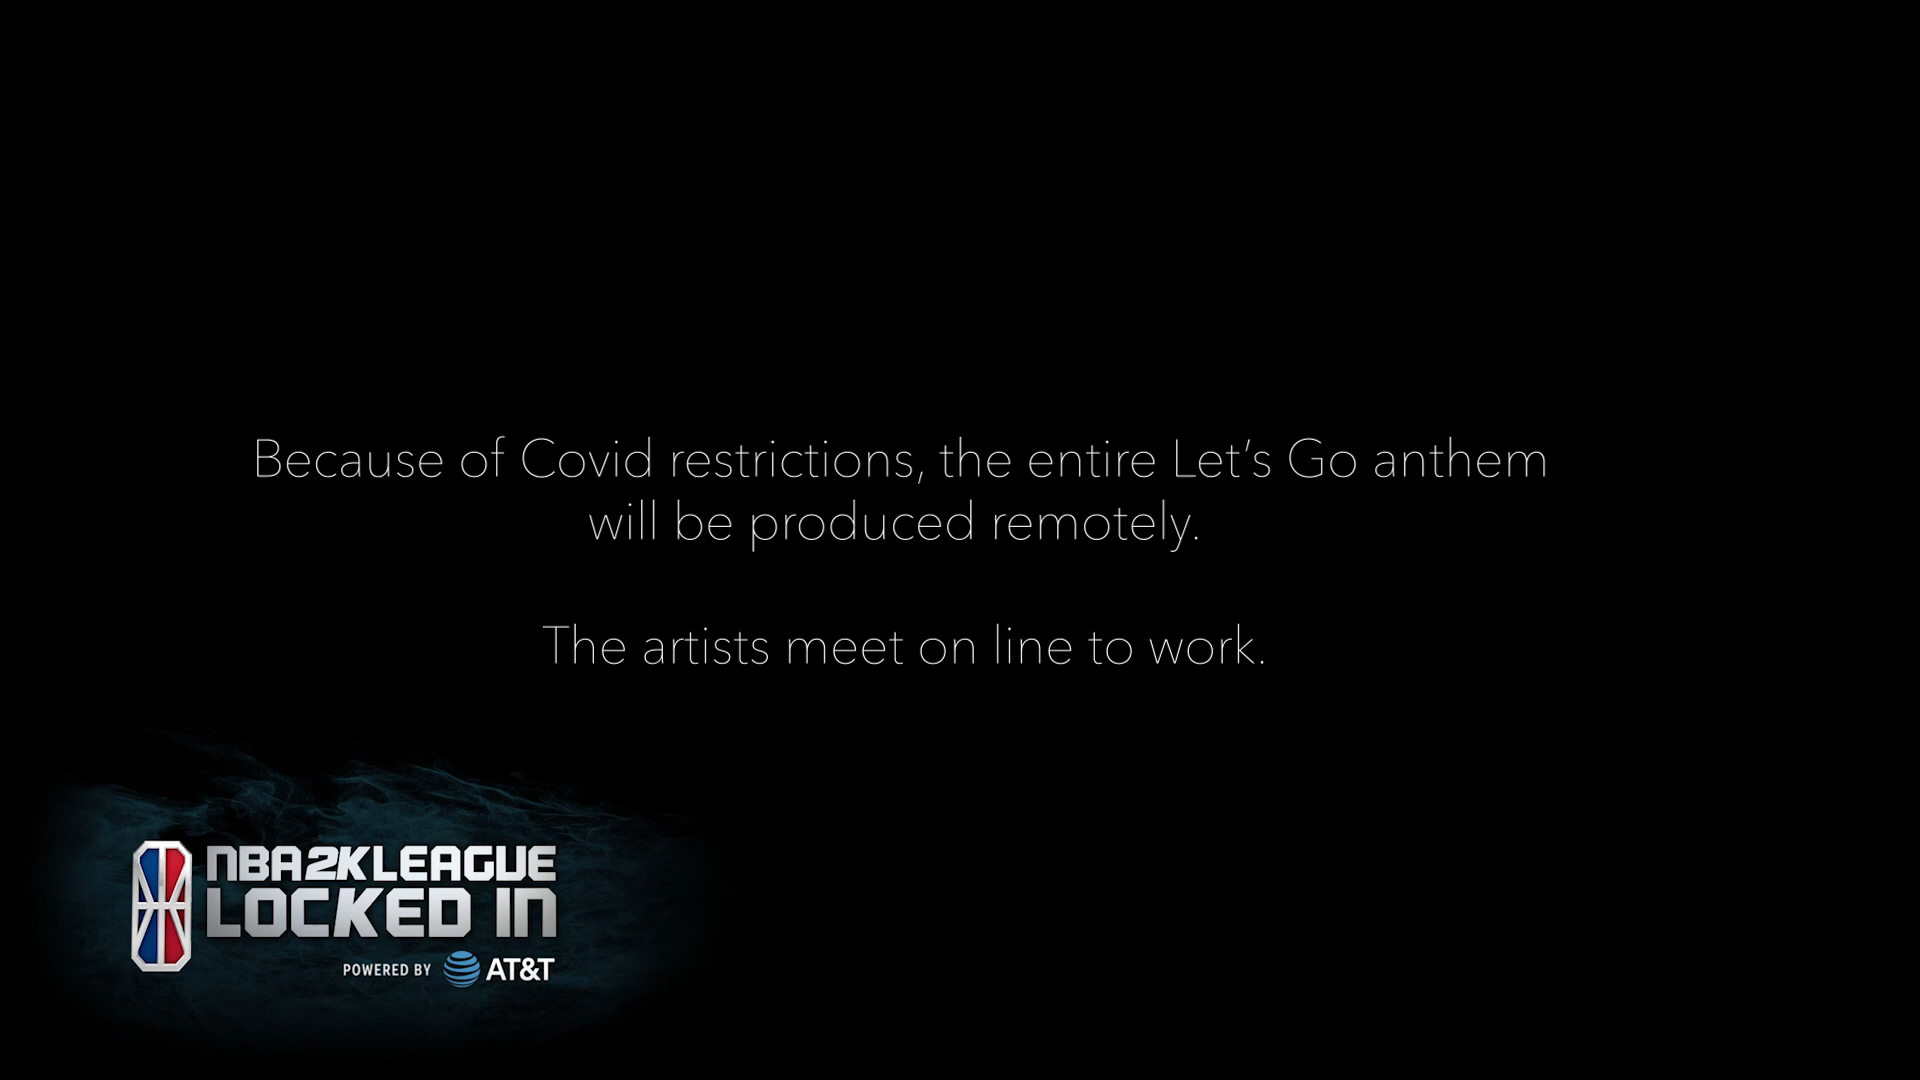 Because of Covid restrictions, the entire Let’s Go anthem
will be produced remotely.
The artists meet on line to work.
NBA2KLEAGUE
LOCKED IN
POWERED BY AT&T